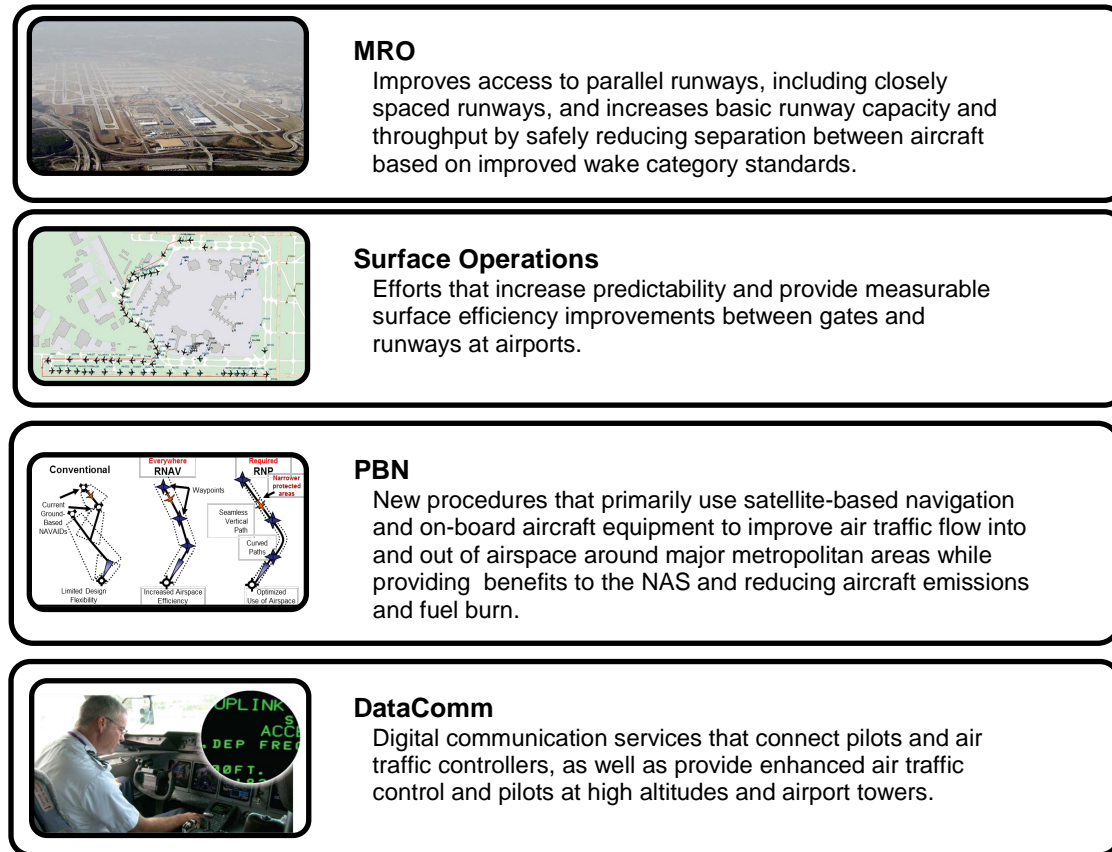 MRO
Improves access to parallel runways, including closely
spaced runways, and increases basic runway capacity and
throughput by safely reducing separation between aircraft
based on improved wake category standards.
Surface Operations
Efforts that increase predictability and provide measurable
surface efficiency improvements between gates and
runways at airports.
Conventional
Everywhere
RNAV
Required
RNP
Current
Ground-
Based
NAVAIDs
Waypoints
Narrower
protected
areas
Seamless
Vertical
Path
Curved
Paths
Limited Design
Flexibility
Increased Airspace
Efficiency
Optimized
Use of Airspace
PBN
New procedures that primarily use satellite-based navigation
and on-board aircraft equipment to improve air traffic flow into
and out of airspace around major metropolitan areas while
providing  benefits to the NAS and reducing aircraft emissions
and fuel burn.
UPLINK
S
ACCE
.DEP FREQ
00FT.
DataComm
Digital communication services that connect pilots and air
traffic controllers, as well as provide enhanced air traffic
control and pilots at high altitudes and airport towers.